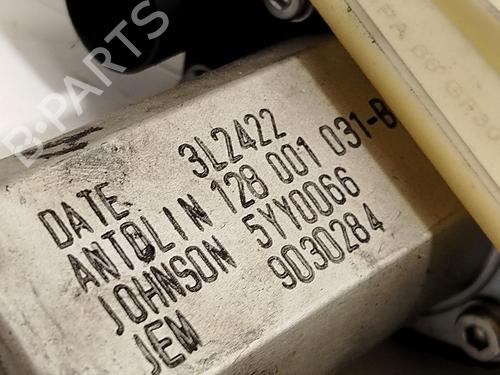 B-PARTS
DATE 3L2422
ANTOLIN 128 001 031-B
JOHNSON 5YY0066
JEM 9030284